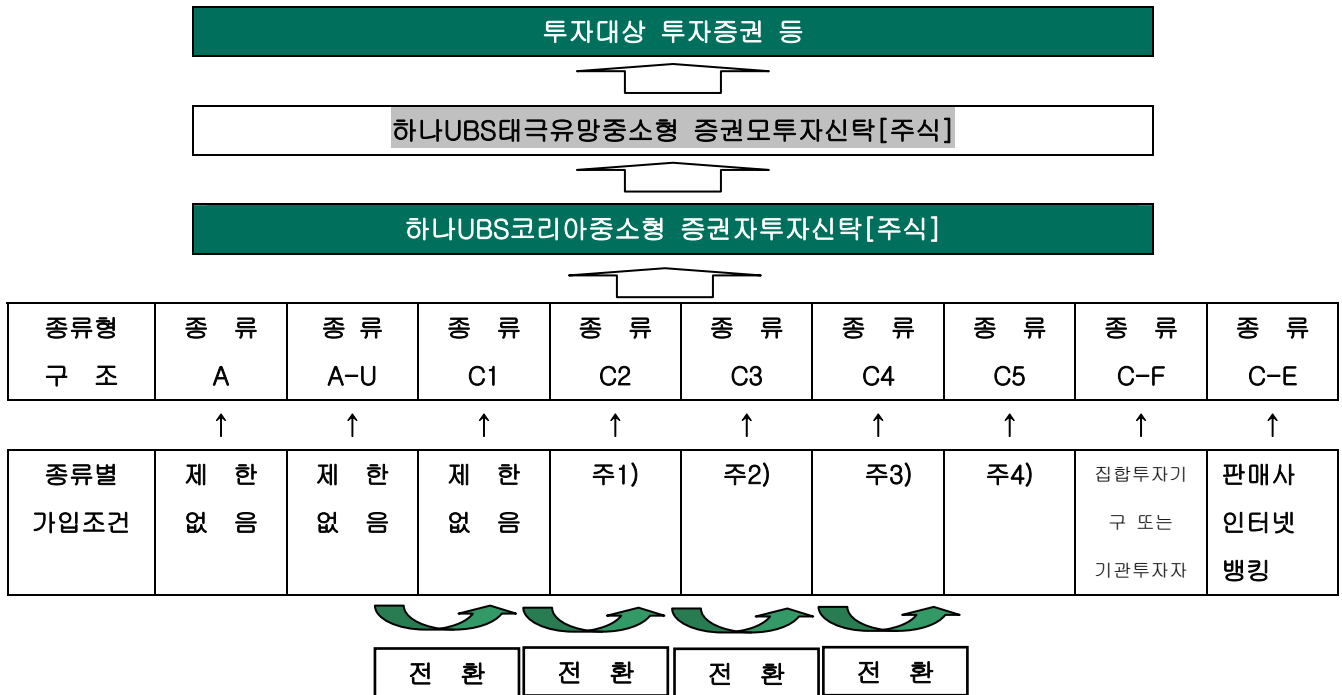 투자대상 투자증권 등
하나UBS태극유망중소형 증권모투자신탁[주식]
하나UBS코리아중소형 증권자투자신탁[주식]
종류형 종 류 종 류 종 류 종 류 종 류 종 류 종 류 종 류 종 류
구 조 A A-U C1 C2 C3 C4 C5 C-F C-E
↑ ↑ ↑ ↑ ↑ ↑ ↑ ↑ ↑
종류별 제 한 제 한 제 한 주1) 주2) 주3) 주4) 집합투자기 판매사
가입조건 없 음 없 음 없 음 구 또는 인터넷
기관투자자 뱅킹
전 환 전 환 전 환 전 환